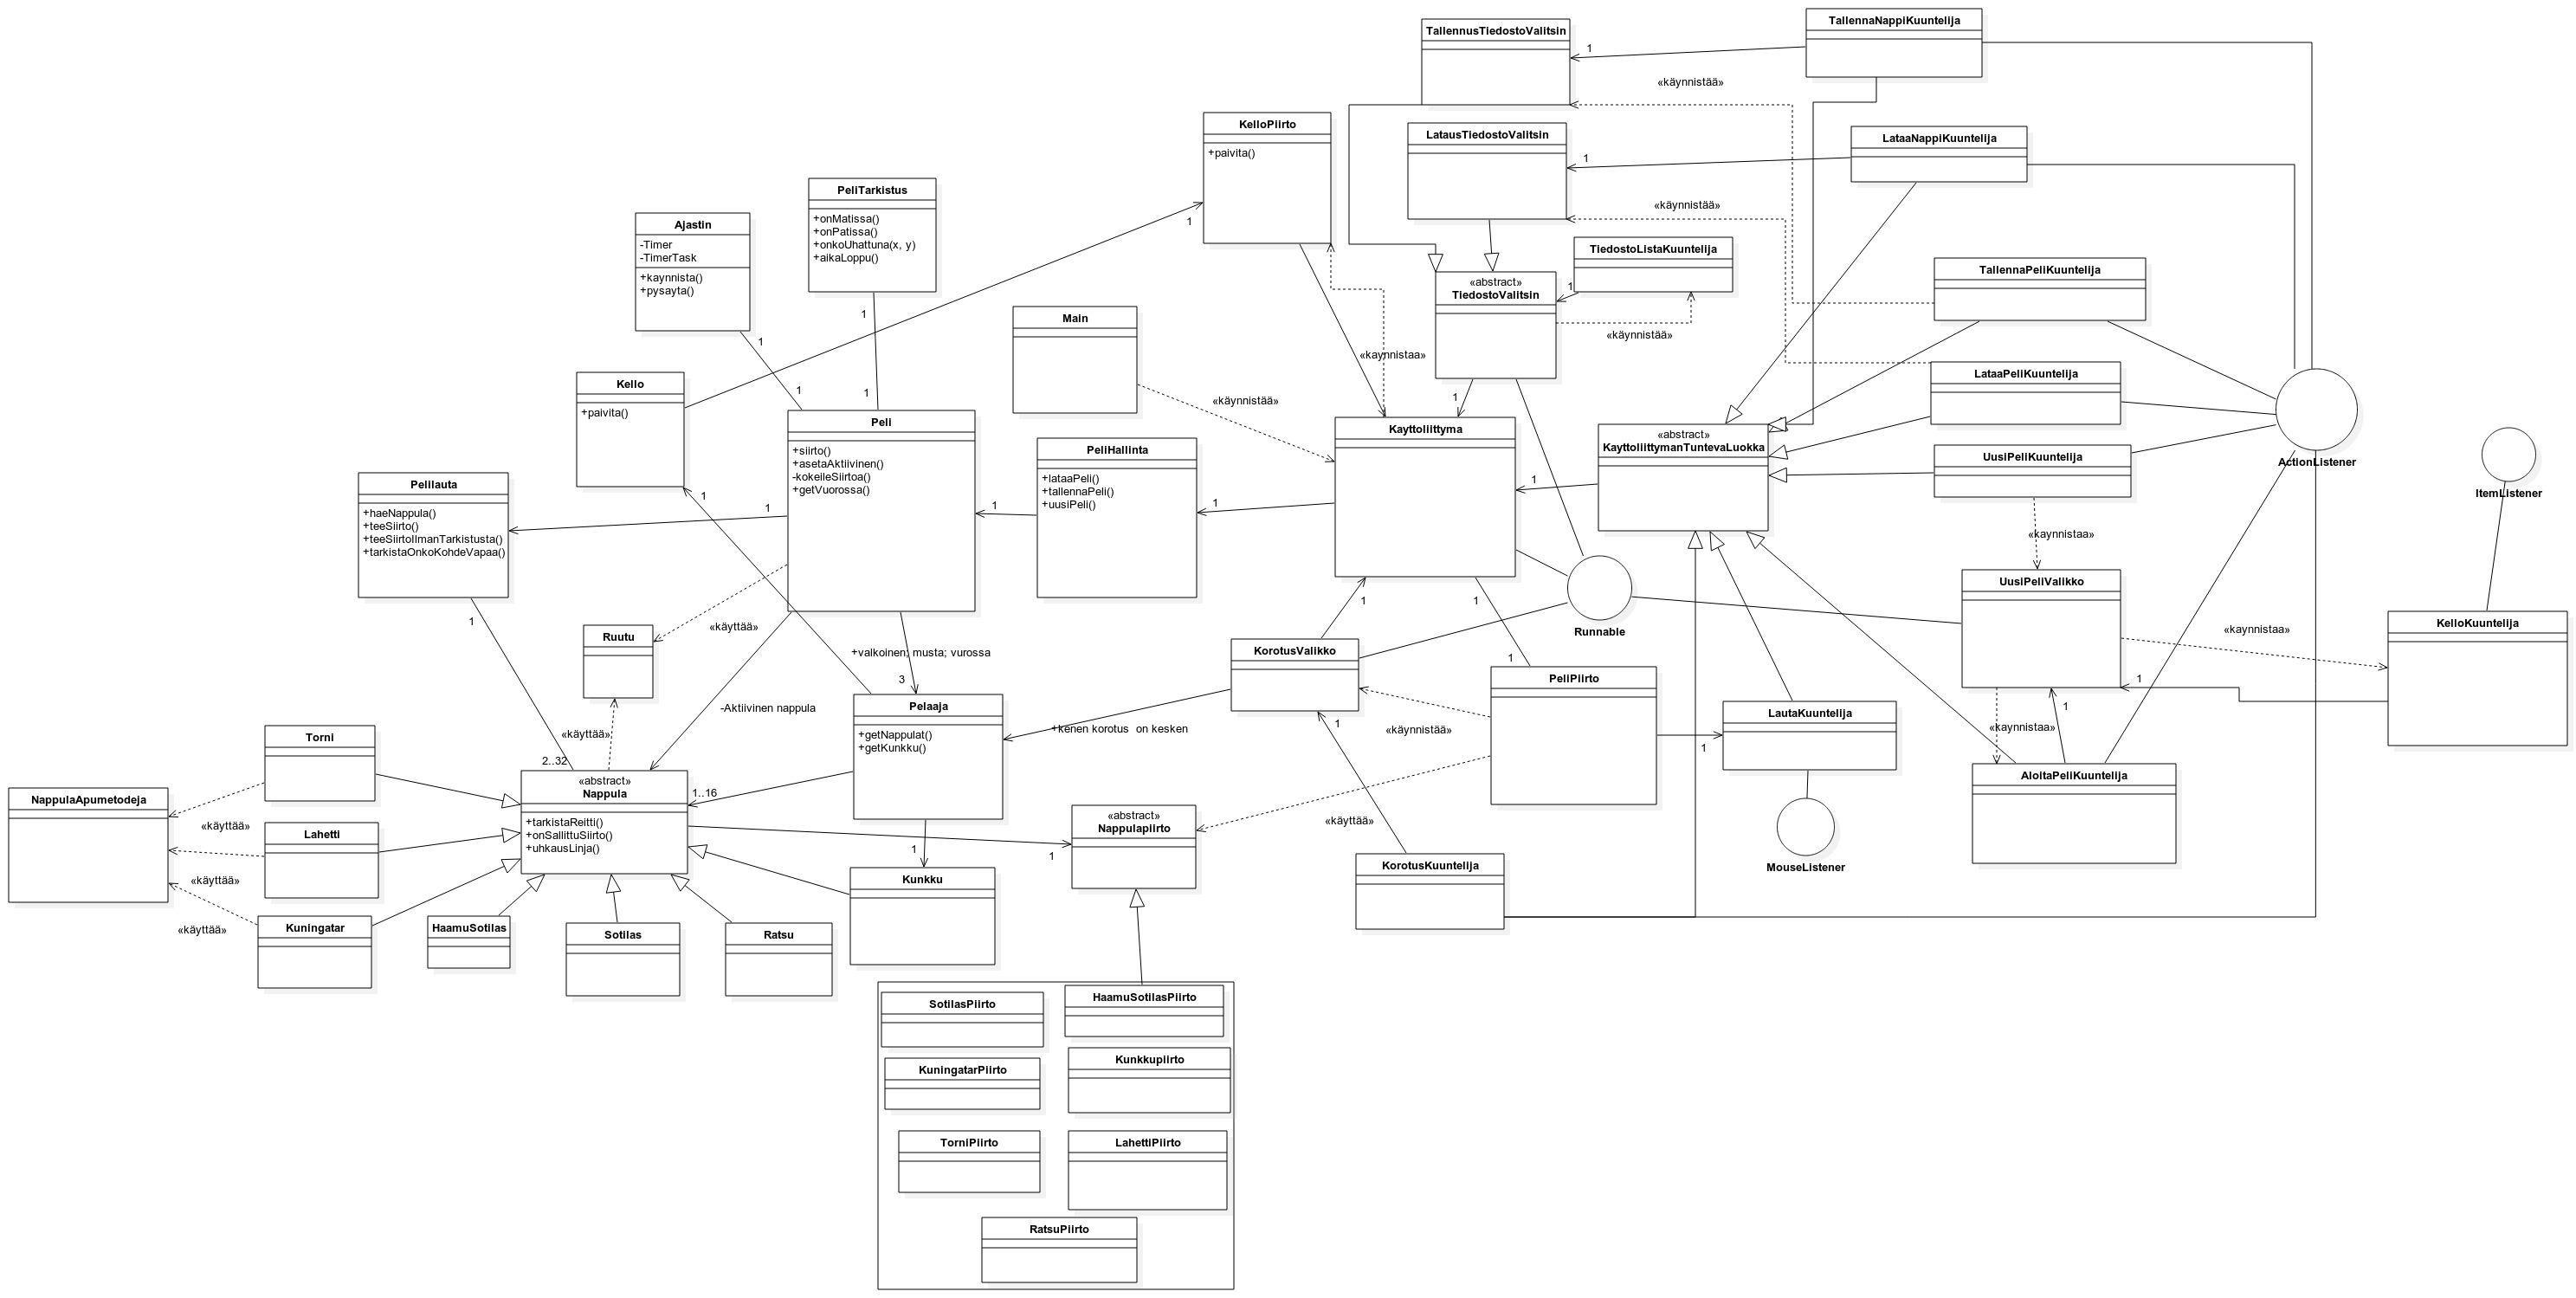 TallennaNappiKuuntelija
TallennusTiedostoValitsin
1
«käynnistää»
KelloPiirto
+paivita()
LatausTiedostoValitsin
LataaNappiKuuntelija
1
PeliTarkistus
+onMatissa()
+onPatissa()
+onkoUhattuna(x, y)
+aikaLoppu()
«käynnistää»
Ajastin
-Timer
-TimerTask
+kaynnista()
+pysayta()
1
TiedostoListaKuuntelija
TallennaPeliKuuntelija
«abstract»
TiedostoValitsin
1
«käynnistää»
Main
1
1
«kaynnistaa»
Kello
+paivita()
LataaPeliKuuntelija
1
1
1
«käynnistää»
Peli
+siirto()
+asetaAktiivinen()
-kokeileSiirtoa()
+getVuorossa()
Kayttoliittyma
«abstract»
KayttoliittymanTuntevaLuokka
ActionListener
UusiPeliKuuntelija
PeliHallinta
+lataaPeli()
+tallennaPeli()
+uusiPeli()
ItemListener
Pelilauta
+haeNappula()
+teeSiirto()
+teeSiirtoIlmanTarkistusta()
+tarkistaOnkoKohdeVapaa()
1
1
1
1
1
«kaynnistaa»
UusiPeliValikko
1
1
1
Runnable
Ruutu
«käyttää»
KelloKuuntelija
«kaynnistaa»
+valkoinen; musta; vurossa
3
KorotusValikko
1
PeliPiirto
1
Pelaaja
+getNappulat()
+getKunkku()
-Aktiivinen nappula
1
LautaKuuntelija
1
+kenen korotus  on kesken
1
«käynnistää»
«kaynnistaa»
«käyttää»
Torni
1
2..32
AloitaPeliKuuntelija
«abstract»
Nappula
+tarkistaReitti()
+onSallittuSiirto()
+uhkausLinja()
1..16
NappulaApumetodeja
«abstract»
Nappulapiirto
«käyttää»
«käyttää»
Lahetti
1
1
KorotusKuuntelija
MouseListener
Kunkku
«käyttää»
«käyttää»
Kuningatar
HaamuSotilas
Sotilas
Ratsu
SotilasPiirto
HaamuSotilasPiirto
KuningatarPiirto
Kunkkupiirto
TorniPiirto
LahettiPiirto
RatsuPiirto